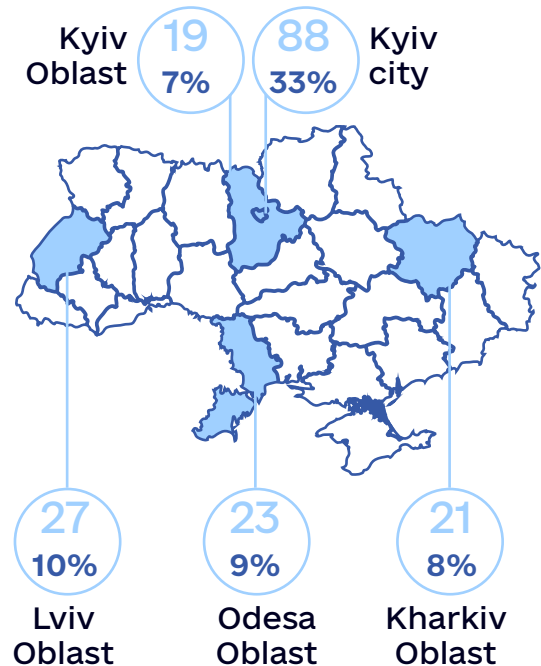 Kyiv
Oblast
19
7%
88
33%
Kyiv
city
27
10%
Lviv
Oblast
23
9%
Odesa
Oblast
21
8%
Kharkiv
Oblast